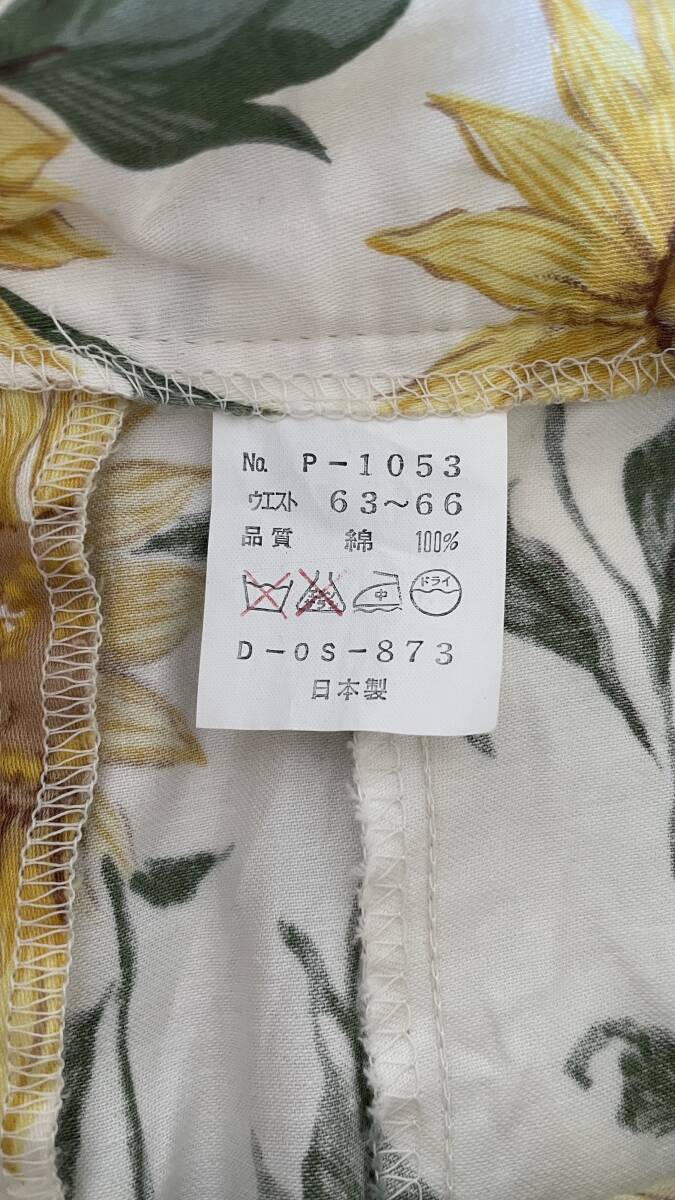 No. P-1053
ウエスト 63~66
品質 綿 100%
中 ドライ
D-OS-873
日本製